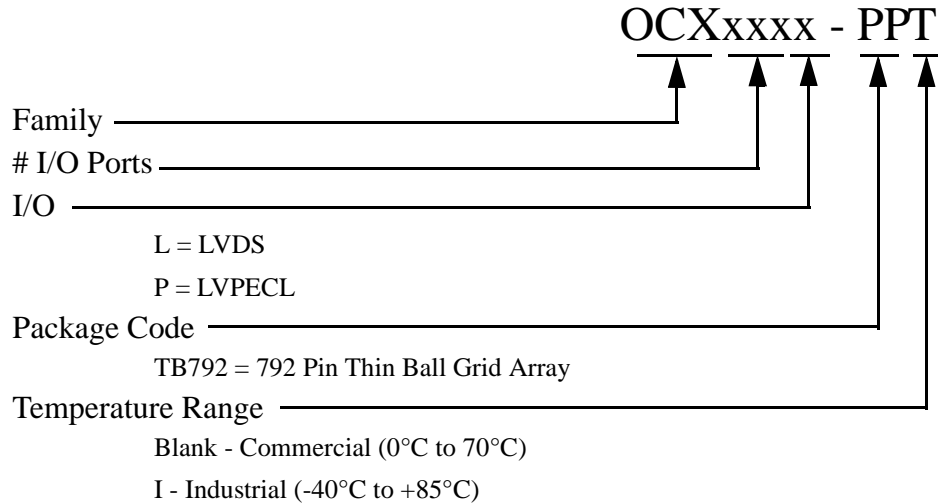 OCXxxxx - PPT
Family
# I/O Ports
I/O
L = LVDS
P = LVPECL
Package Code
TB792 = 792 Pin Thin Ball Grid Array
Temperature Range
Blank - Commercial (0°C to 70°C)
I - Industrial (-40°C to +85°C)